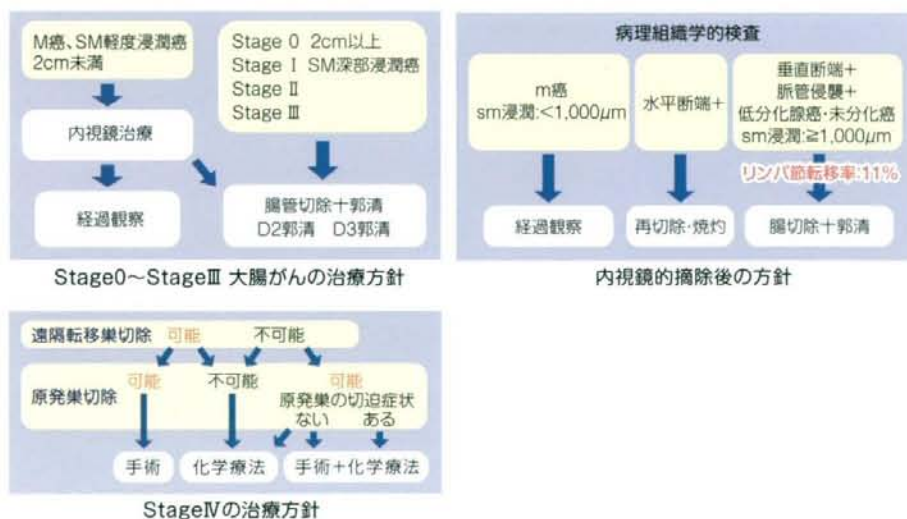 M癌、SM軽度浸潤癌
2cm未満
内視鏡治療
経過観察
Stage 0 2cm以上
Stage Ⅰ SM深部浸潤癌
Stage Ⅱ
Stage Ⅲ
腸管切除十郭清
D2郭清 D3郭清
Stage0〜StageⅢ 大腸がんの治療方針
病理組織学的検査
m癌
sm浸潤:<1,000μm
水平断端+
垂直断端+
脈管侵襲+
低分化腺癌・未分化癌
sm浸潤:≧1,000μm
リンパ節転移率:11%
経過観察
再切除・焼灼
腸切除十郭清
内視鏡的摘除後の方針
遠隔転移巣切除 可能 不可能
原発巣切除 可能 不可能 可能
原発巣の切迫症状
ない ある
手術 化学療法 手術+化学療法
StageⅣの治療方針